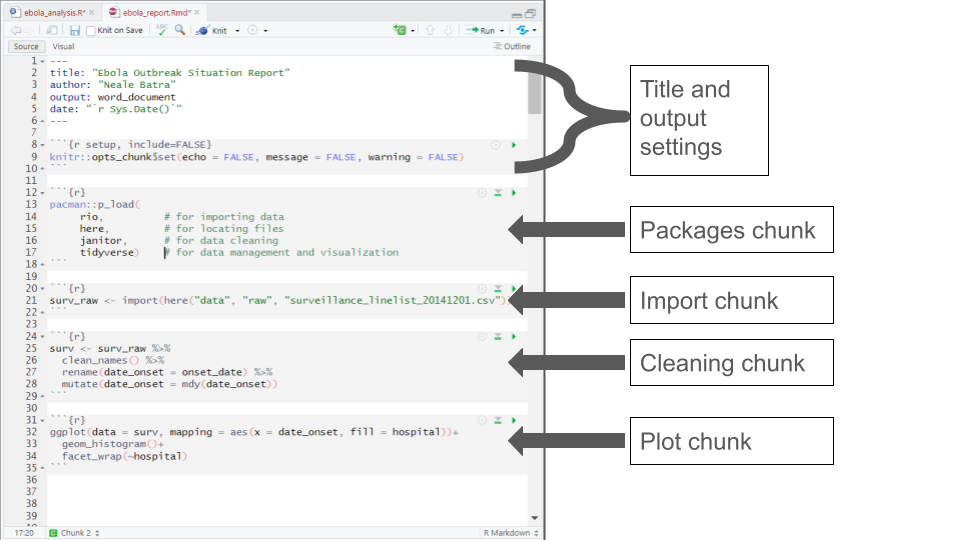 ebola_analysis.R* × ebola_report.Rmd* ×
Knit on Save ABC Knit Run
Source Visual Outline
1 ---
2 title: "Ebola Outbreak Situation Report"
3 author: "Neale Batra"
4 output: word_document
5 date: "`r Sys.Date()`"
6 ---
7
8 ```{r setup, include=FALSE}
9 knitr::opts_chunk$set(echo = FALSE, message = FALSE, warning = FALSE)
10 ```
11
12 ```{r}
13 pacman::p_load(
14 rio, # for importing data
15 here, # for locating files
16 janitor, # for data cleaning
17 tidyverse) # for data management and visualization
18 ```
19
20 ```{r}
21 surv_raw <- import(here("data", "raw", "surveillance_linelist_20141201.csv")
22 ```
23
24 ```{r}
25 surv <- surv_raw %>%
26 clean_names() %>%
27 rename(date_onset = onset_date) %>%
28 mutate(date_onset = mdy(date_onset))
29 ```
30
31 ```{r}
32 ggplot(data = surv, mapping = aes(x = date_onset, fill = hospital))+
33 geom_histogram()+
34 facet_wrap(~hospital)
35 ```
36
37
38
39
40
17:20 Chunk 2 R Markdown
Title and
output
settings
Packages chunk
Import chunk
Cleaning chunk
Plot chunk